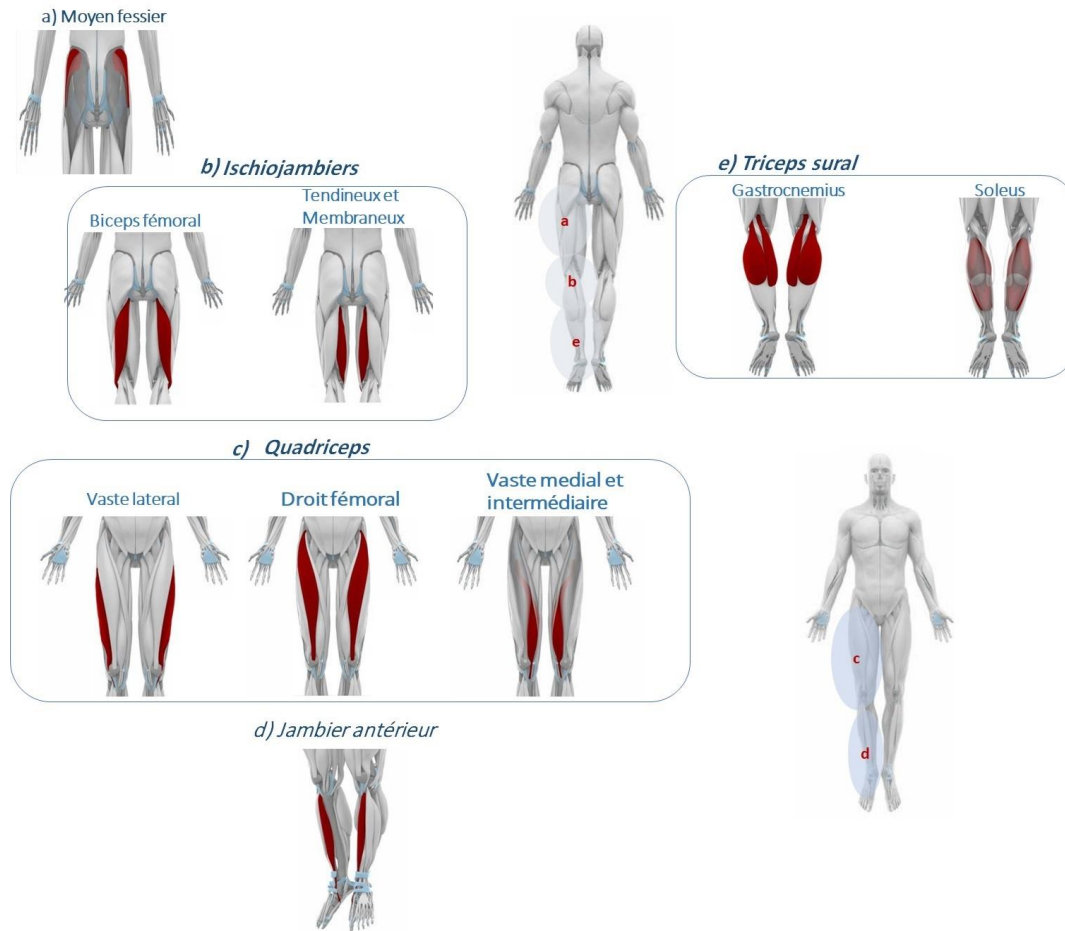 a) Moyen fessier
b) Ischiojambiers
Biceps fémoral
Tendineux et
Membraneux
a
b
e
e) Triceps sural
Gastrocnemius
Soleus
c) Quadriceps
Vaste lateral
Droit fémoral
Vaste medial et
intermédiaire
c
d
d) Jambier antérieur